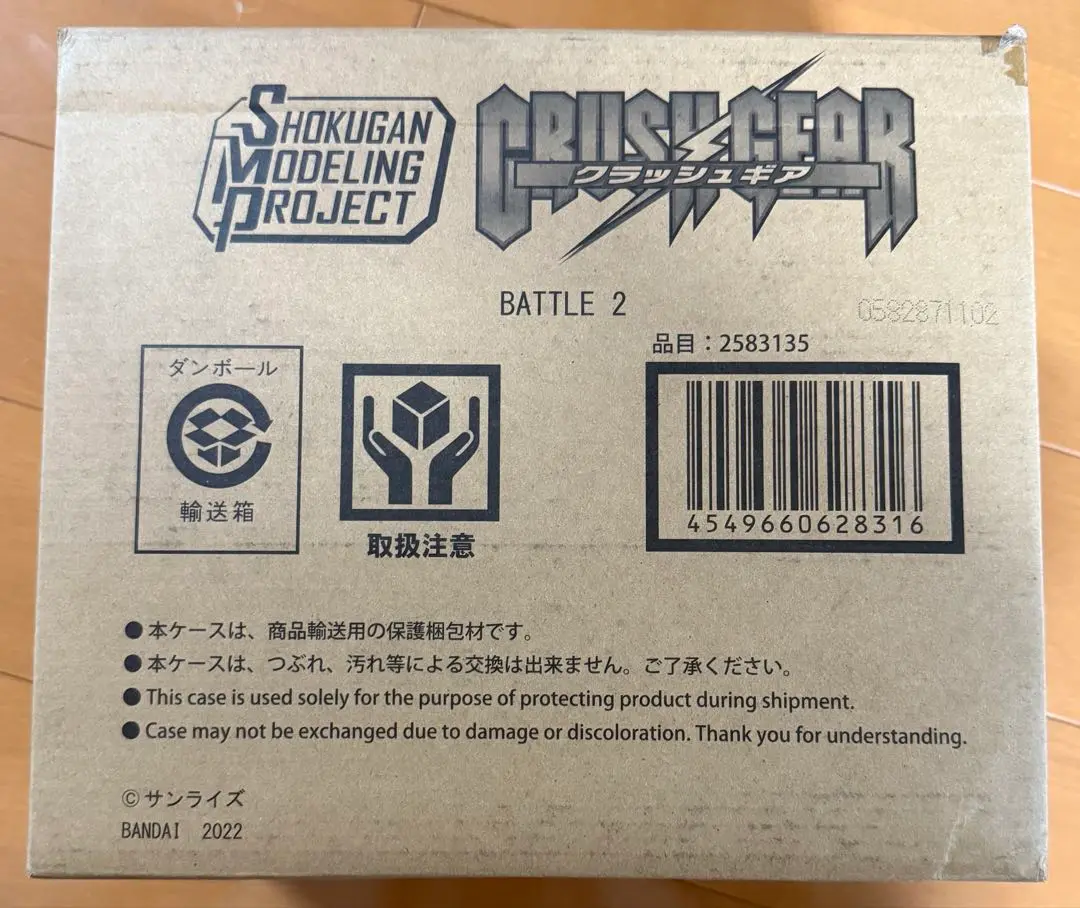 SHOKUGAN
MODELING
PROJECT
CRUSH GEAR
クラッシュギア
BATTLE 2
0582871102
品目：2583135
ダンボール
輸送箱
取扱注意
4549660628316
●本ケースは、商品輸送用の保護梱包材です。
●本ケースは、つぶれ、汚れ等による交換は出来ません。ご了承ください。
●This case is used solely for the purpose of protecting product during shipment.
●Case may not be exchanged due to damage or discoloration. Thank you for understanding.
©サンライズ
BANDAI 2022